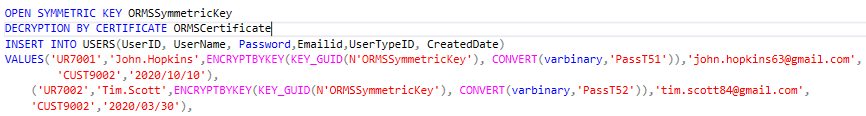 OPEN SYMMETRIC KEY ORMSSymmetricKey
DECRYPTION BY CERTIFICATE ORMSCertificate
INSERT INTO USERS(UserID, UserName, Password,Emailid,UserTypeID, CreatedDate)
VALUES('UR7001','John.Hopkins',ENCRYPTBYKEY(KEY_GUID(N'ORMSSymmetricKey'), CONVERT(varbinary,'PassT51')),'john.hopkins63@gmail.com',
'CUST9002','2020/10/10'),
('UR7002','Tim.Scott',ENCRYPTBYKEY(KEY_GUID(N'ORMSSymmetricKey'), CONVERT(varbinary,'PassT52')),'tim.scott84@gmail.com',
'CUST9002','2020/03/30'),